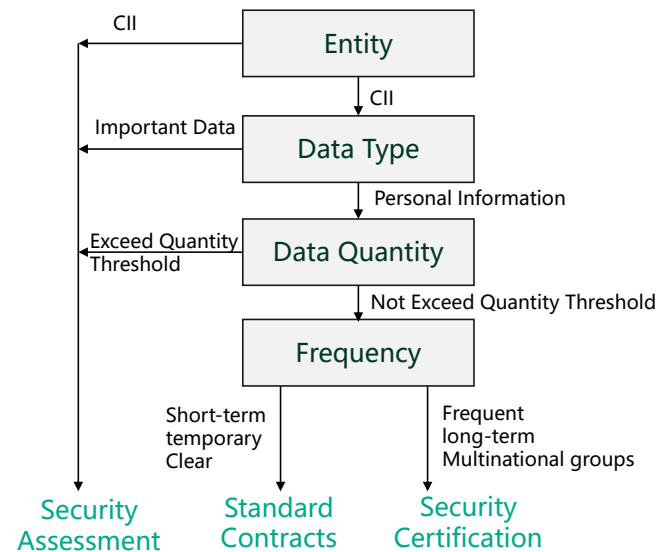 CII
Entity
CII
Important Data
Data Type
Personal Information
Exceed Quantity
Threshold
Data Quantity
Not Exceed Quantity Threshold
Frequency
Short-term
temporary
Clear
Frequent
long-term
Multinational groups
Security
Assessment
Standard
Contracts
Security
Certification